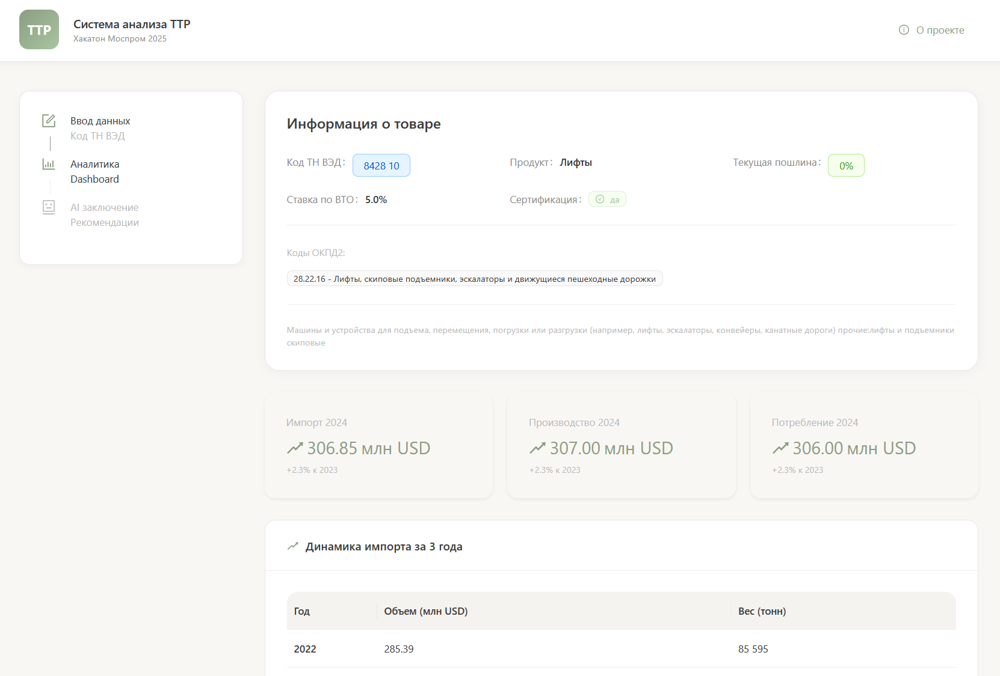 ТТР
Система анализа ТТР
Хакатон Моспром 2025
О проекте
Ввод данных
Код ТН ВЭД
Аналитика
Dashboard
AI заключение
Рекомендации
Информация о товаре
Код ТН ВЭД: 8428 10
Продукт: Лифты
Текущая пошлина: 0%
Ставка по ВТО: 5.0%
Сертификация: да
Коды ОКПД2:
28.22.16 - Лифты, скиповые подъемники, эскалаторы и движущиеся пешеходные дорожки
Машины и устройства для подъема, перемещения, погрузки или разгрузки (например, лифты, эскалаторы, конвейеры, канатные дороги) прочие:лифты и подъемники
скиповые
Импорт 2024
306.85 млн USD
+2.3% к 2023
Производство 2024
307.00 млн USD
+2.3% к 2023
Потребление 2024
306.00 млн USD
+2.3% к 2023
Динамика импорта за 3 года
Год Объем (млн USD) Вес (тонн)
2022 285.39 85 595